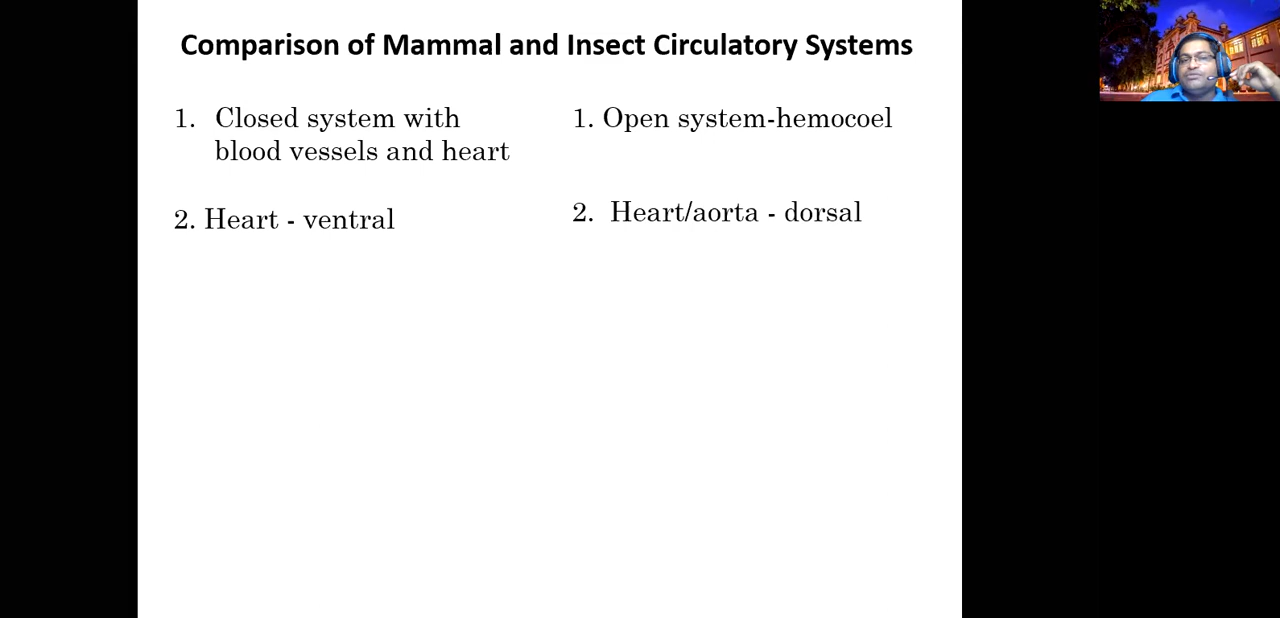 Comparison of Mammal and Insect Circulatory Systems
1. Closed system with
blood vessels and heart
2. Heart - ventral
1. Open system-hemocoel
2. Heart/aorta - dorsal